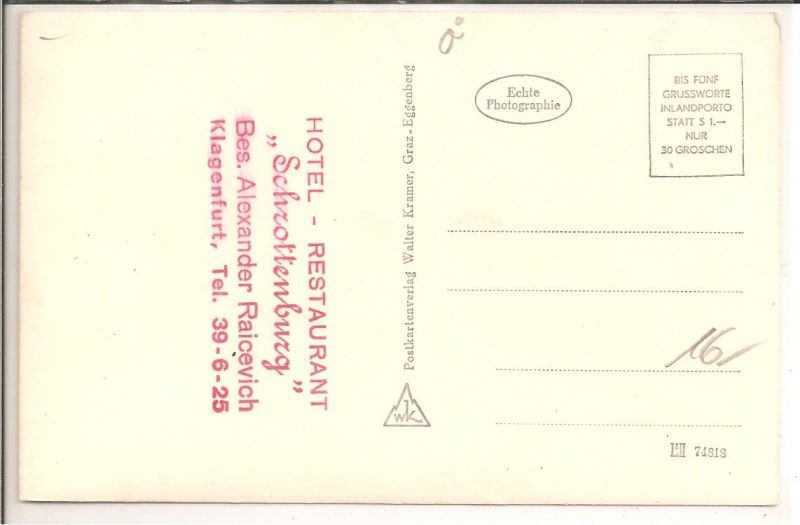 HOTEL - RESTAURANT
„Schrottenburg”
Bes. Alexander Raicevich
Klagenfurt, Tel. 39-6-25
Postkartenverlag Walter Kramer, Graz-Eggenberg
wk
Echte
Photographie
BIS FÜNF
GRUSSWORTE
INLANDPORTO
STATT S 1.—
NUR
30 GROSCHEN
16
74818